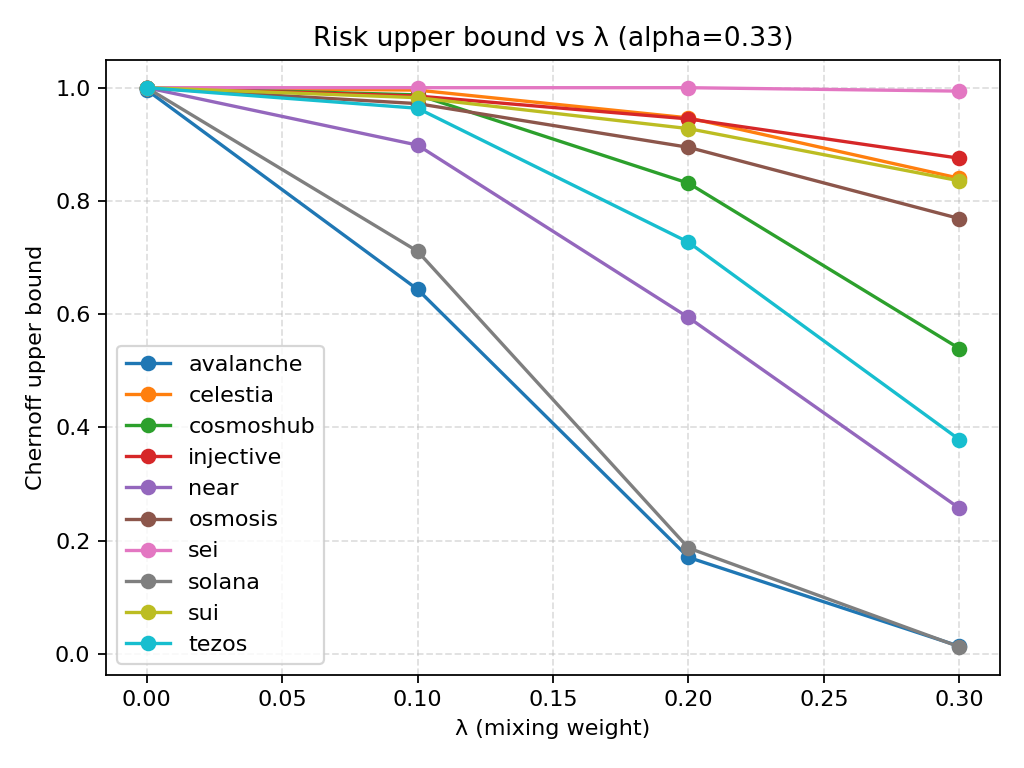 Risk upper bound vs λ (alpha=0.33)
Chernoff upper bound
1.0
0.8
0.6
0.4
0.2
0.0
avalanche
celestia
cosmoshub
injective
near
osmosis
sei
solana
sui
tezos
0.00 0.05 0.10 0.15 0.20 0.25 0.30
λ (mixing weight)